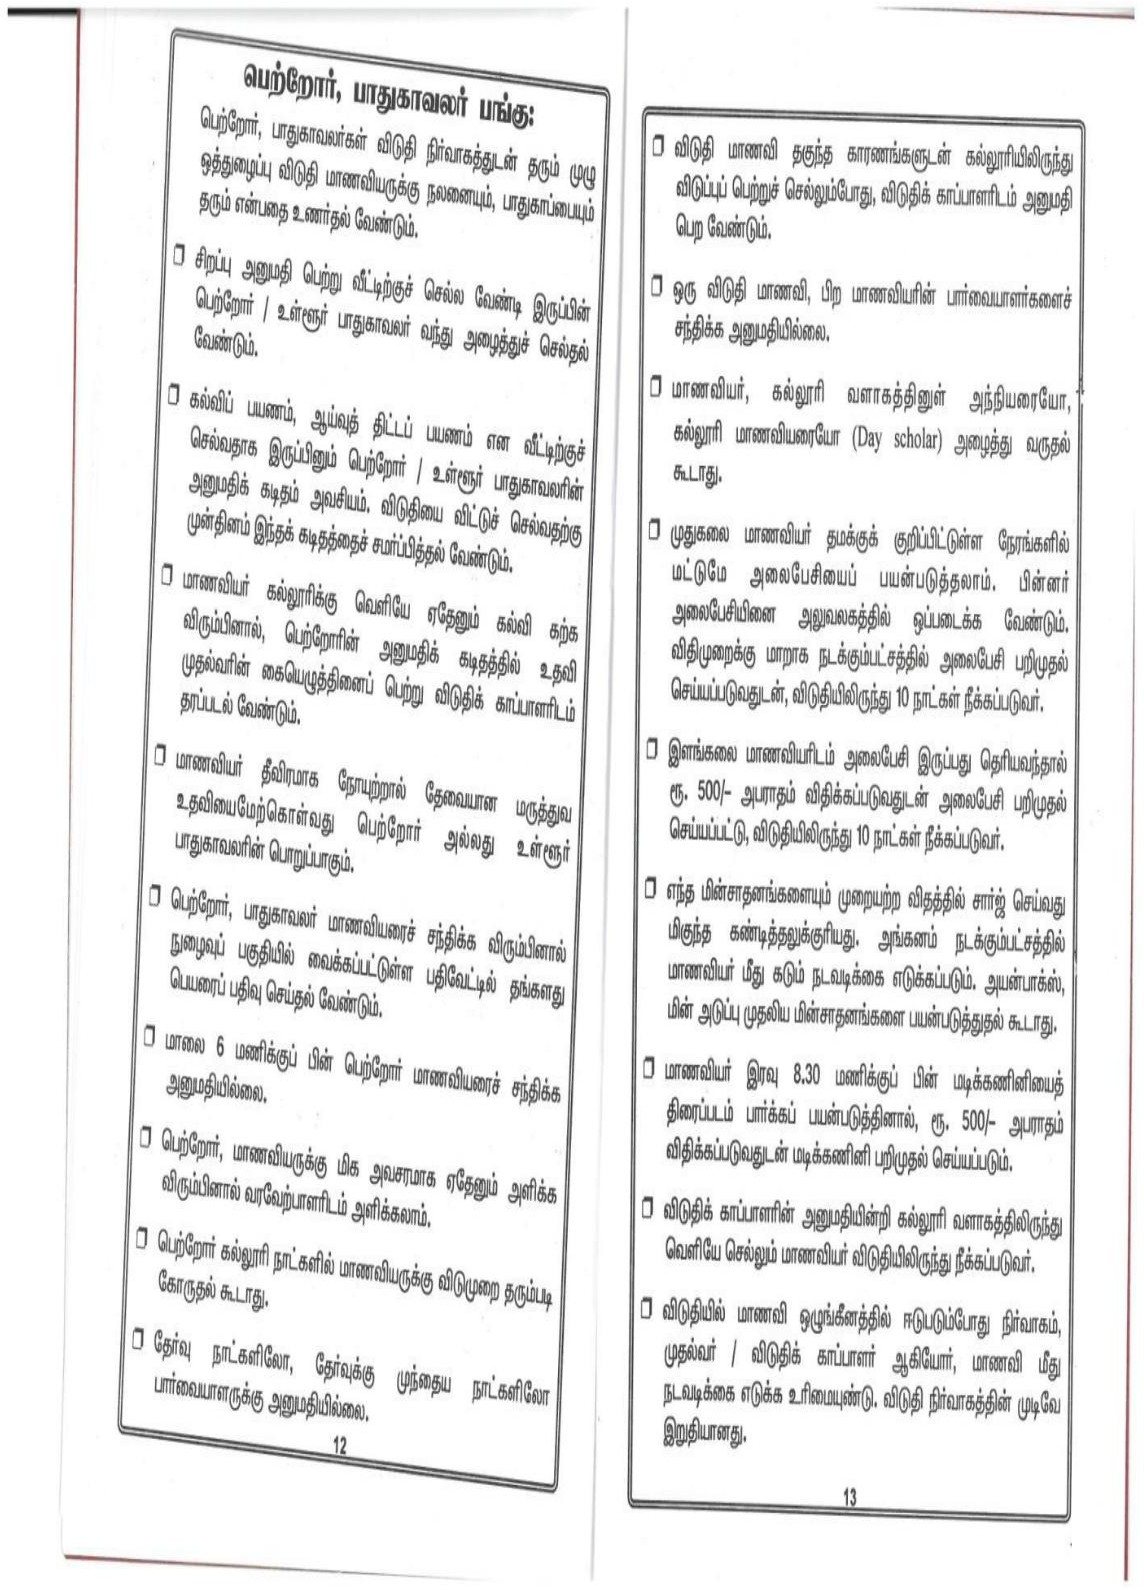 பெற்றோர், பாதுகாவலர் பங்கு:
பெற்றோர், பாதுகாவலர்கள் விடுதி நிர்வாகத்துடன் தரும் முழு
ஒத்துழைப்பு விடுதி மாணவியருக்கு நலனையும், பாதுகாப்பையும்
தரும் என்பதை உணர்தல் வேண்டும்.
❒ சிறப்பு அனுமதி பெற்று வீட்டிற்குச் செல்ல வேண்டி இருப்பின்
பெற்றோர் / உள்ளூர் பாதுகாவலர் வந்து அழைத்துச் செல்தல்
வேண்டும்.
❒ கல்விப் பயணம், ஆய்வுத் திட்டப் பயணம் என வீட்டிற்குச்
செல்வதாக இருப்பினும் பெற்றோர் / உள்ளூர் பாதுகாவலரின்
அனுமதிக் கடிதம் அவசியம். விடுதியை விட்டுச் செல்வதற்கு
முன்தினம் இந்தக் கடிதத்தைச் சமர்ப்பித்தல் வேண்டும்.
❒ மாணவியர் கல்லூரிக்கு வெளியே ஏதேனும் கல்வி கற்க
விரும்பினால், பெற்றோரின் அனுமதிக் கடிதத்தில் உதவி
முதல்வரின் கையெழுத்தினைப் பெற்று விடுதிக் காப்பாளரிடம்
தரப்படல் வேண்டும்.
❒ மாணவியர் தீவிரமாக நோயுற்றால் தேவையான மருத்துவ
உதவியைமேற்கொள்வது பெற்றோர் அல்லது உள்ளூர்
பாதுகாவலரின் பொறுப்பாகும்.
❒ பெற்றோர், பாதுகாவலர் மாணவியரைச் சந்திக்க விரும்பினால்
நுழைவுப் பகுதியில் வைக்கப்பட்டுள்ள பதிவேட்டில் தங்களது
பெயரைப் பதிவு செய்தல் வேண்டும்.
❒ மாலை 6 மணிக்குப் பின் பெற்றோர் மாணவியரைச் சந்திக்க
அனுமதியில்லை.
❒ பெற்றோர், மாணவியருக்கு மிக அவசரமாக ஏதேனும் அளிக்க
விரும்பினால் வரவேற்பாளரிடம் அளிக்கலாம்.
❒ பெற்றோர் கல்லூரி நாட்களில் மாணவியருக்கு விடுமுறை தரும்படி
கோருதல் கூடாது.
❒ தேர்வு நாட்களிலோ, தேர்வுக்கு முந்தைய நாட்களிலோ
பார்வையாளருக்கு அனுமதியில்லை.
12
❒ விடுதி மாணவி தகுந்த காரணங்களுடன் கல்லூரியிலிருந்து
விடுப்புப் பெற்றுச் செல்லும்போது, விடுதிக் காப்பாளரிடம் அனுமதி
பெற வேண்டும்.
❒ ஒரு விடுதி மாணவி, பிற மாணவியரின் பார்வையாளர்களைச்
சந்திக்க அனுமதியில்லை.
❒ மாணவியர், கல்லூரி வளாகத்தினுள் அந்நியரையோ,
கல்லூரி மாணவியரையோ (Day scholar) அழைத்து வருதல்
கூடாது.
❒ முதுகலை மாணவியர் தமக்குக் குறிப்பிட்டுள்ள நேரங்களில்
மட்டுமே அலைபேசியைப் பயன்படுத்தலாம். பின்னர்
அலைபேசியினை அலுவலகத்தில் ஒப்படைக்க வேண்டும்.
விதிமுறைக்கு மாறாக நடக்கும்பட்சத்தில் அலைபேசி பறிமுதல்
செய்யப்படுவதுடன், விடுதியிலிருந்து 10 நாட்கள் நீக்கப்படுவர்.
❒ இளங்கலை மாணவியரிடம் அலைபேசி இருப்பது தெரியவந்தால்
ரூ. 500/- அபராதம் விதிக்கப்படுவதுடன் அலைபேசி பறிமுதல்
செய்யப்பட்டு, விடுதியிலிருந்து 10 நாட்கள் நீக்கப்படுவர்.
❒ எந்த மின்சாதனங்களையும் முறையற்ற விதத்தில் சார்ஜ் செய்வது
மிகுந்த கண்டித்தலுக்குரியது. அங்கனம் நடக்கும்பட்சத்தில்
மாணவியர் மீது கடும் நடவடிக்கை எடுக்கப்படும். அயன்பாக்ஸ்,
மின் அடுப்பு முதலிய மின்சாதனங்களை பயன்படுத்துதல் கூடாது.
❒ மாணவியர் இரவு 8.30 மணிக்குப் பின் மடிக்கணினியைத்
திரைப்படம் பார்க்கப் பயன்படுத்தினால், ரூ. 500/- அபராதம்
விதிக்கப்படுவதுடன் மடிக்கணினி பறிமுதல் செய்யப்படும்.
❒ விடுதிக் காப்பாளரின் அனுமதியின்றி கல்லூரி வளாகத்திலிருந்து
வெளியே செல்லும் மாணவியர் விடுதியிலிருந்து நீக்கப்படுவர்.
❒ விடுதியில் மாணவி ஒழுங்கீனத்தில் ஈடுபடும்போது நிர்வாகம்,
முதல்வர் / விடுதிக் காப்பாளர் ஆகியோர், மாணவி மீது
நடவடிக்கை எடுக்க உரிமையுண்டு. விடுதி நிர்வாகத்தின் முடிவே
இறுதியானது.
13